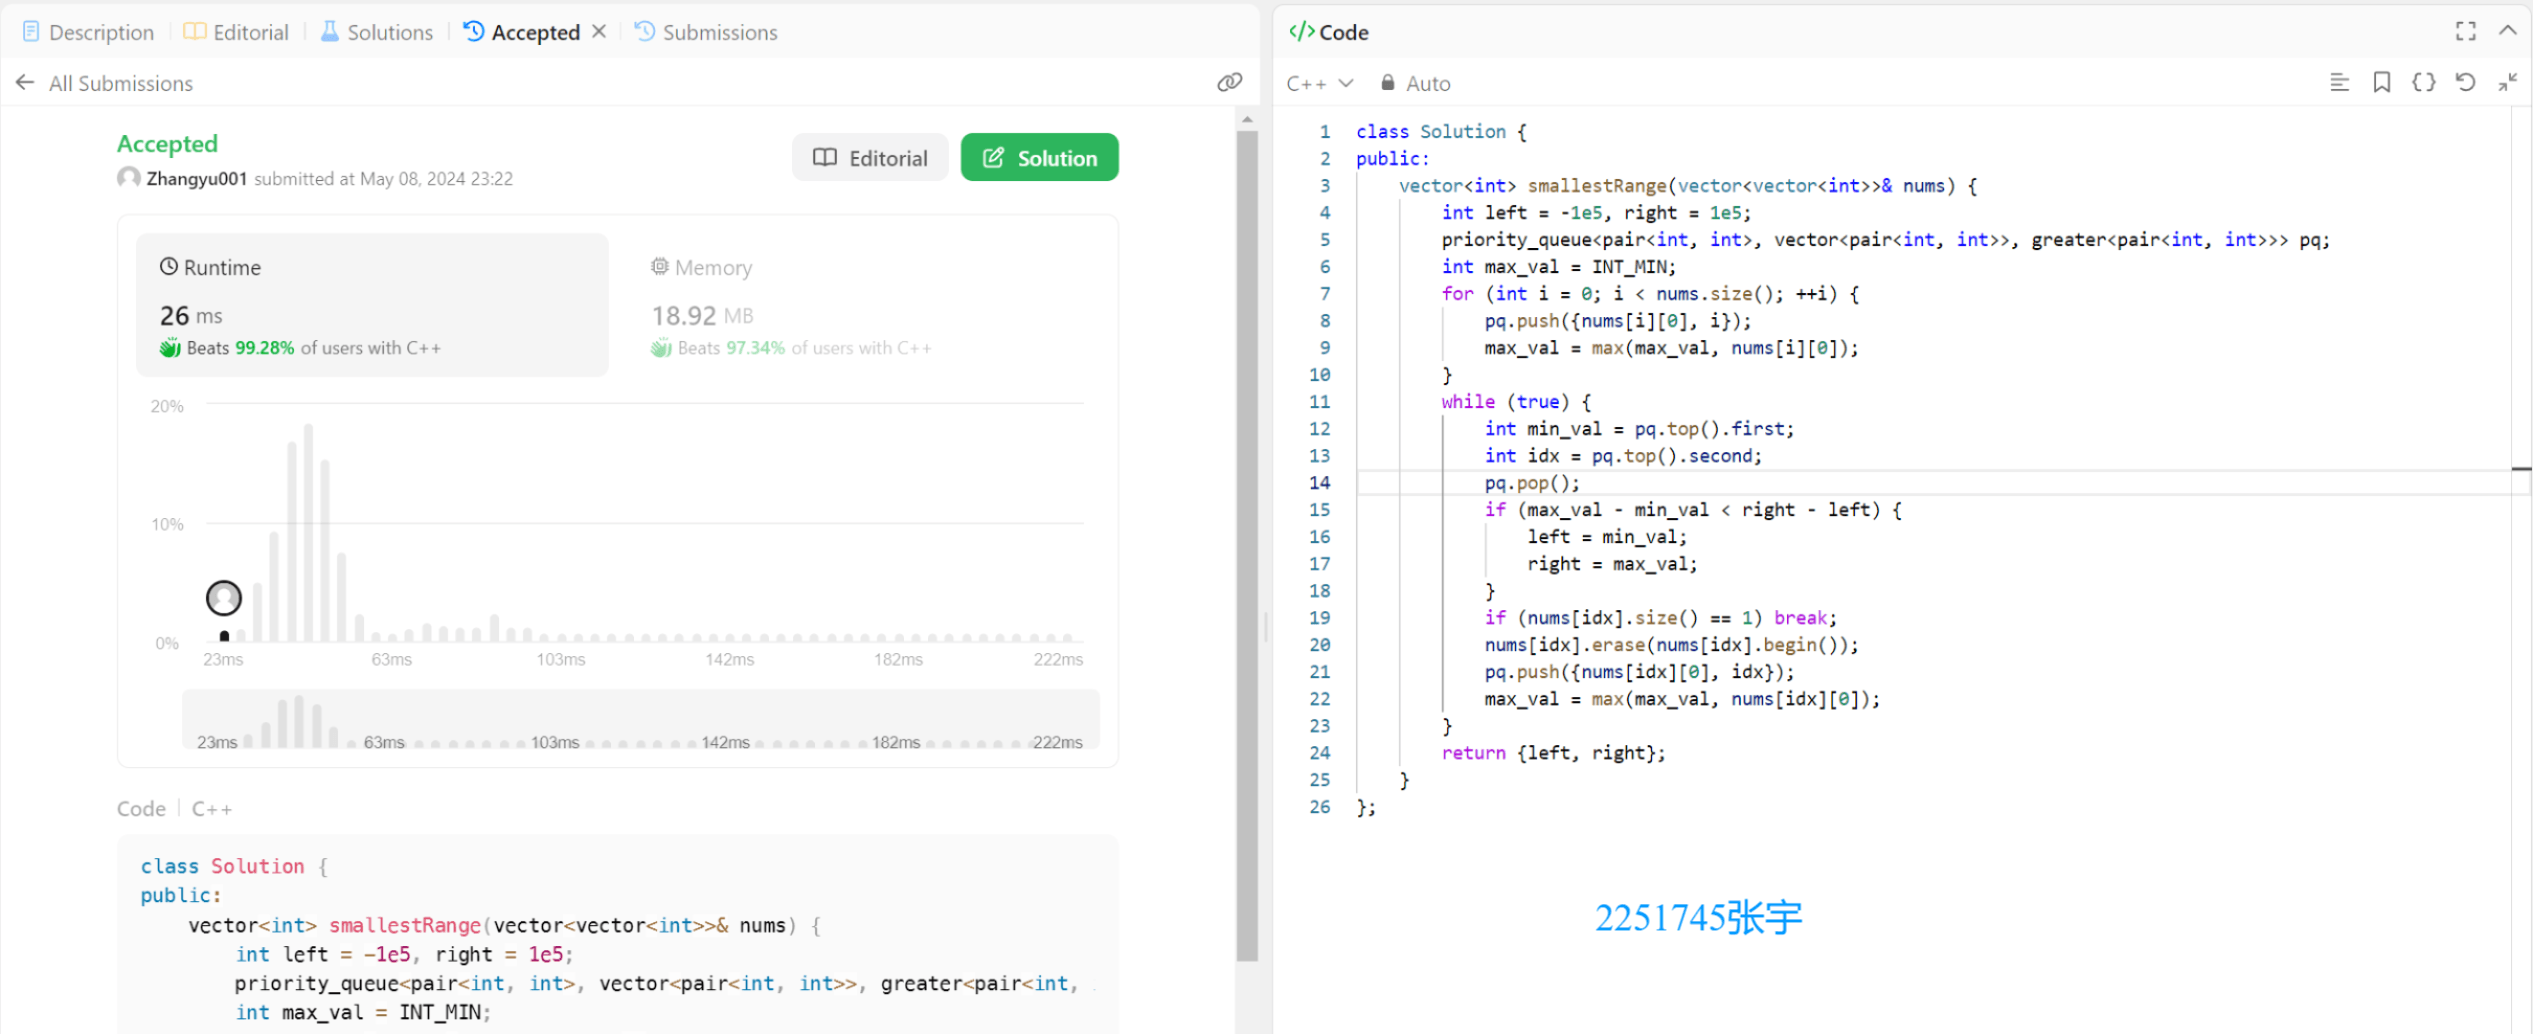 Description
Editorial
Solutions
Accepted
Submissions
All Submissions
Accepted
Zhangyu001 submitted at May 08, 2024 23:22
Editorial
Solution
Runtime
26 ms
Beats 99.28% of users with C++
Memory
18.92 MB
Beats 97.34% of users with C++
20%
10%
0%
23ms 63ms 103ms 142ms 182ms 222ms
23ms 63ms 103ms 142ms 182ms 222ms
Code | C++
class Solution {
public:
    vector<int> smallestRange(vector<vector<int>>& nums) {
        int left = -1e5, right = 1e5;
        priority_queue<pair<int, int>, vector<pair<int, int>>, greater<pair<int,
        int max_val = INT_MIN;
</> Code
C++
Auto
1 class Solution {
2 public:
3     vector<int> smallestRange(vector<vector<int>>& nums) {
4         int left = -1e5, right = 1e5;
5         priority_queue<pair<int, int>, vector<pair<int, int>>, greater<pair<int, int>>> pq;
6         int max_val = INT_MIN;
7         for (int i = 0; i < nums.size(); ++i) {
8             pq.push({nums[i][0], i});
9             max_val = max(max_val, nums[i][0]);
10         }
11         while (true) {
12             int min_val = pq.top().first;
13             int idx = pq.top().second;
14             pq.pop();
15             if (max_val - min_val < right - left) {
16                 left = min_val;
17                 right = max_val;
18             }
19             if (nums[idx].size() == 1) break;
20             nums[idx].erase(nums[idx].begin());
21             pq.push({nums[idx][0], idx});
22             max_val = max(max_val, nums[idx][0]);
23         }
24         return {left, right};
25     }
26 };
2251745张宇